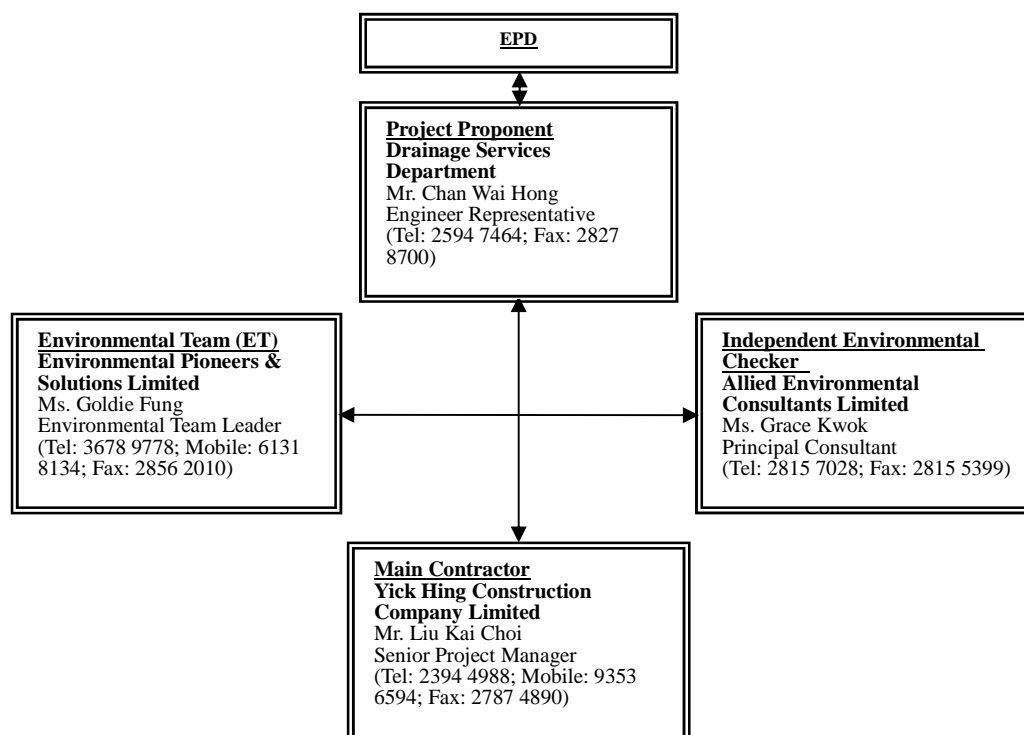 EPD
Project Proponent
Drainage Services
Department
Mr. Chan Wai Hong
Engineer Representative
(Tel: 2594 7464; Fax: 2827
8700)
Environmental Team (ET)
Environmental Pioneers &
Solutions Limited
Ms. Goldie Fung
Environmental Team Leader
(Tel: 3678 9778; Mobile: 6131
8134; Fax: 2856 2010)
Independent Environmental
Checker
Allied Environmental
Consultants Limited
Ms. Grace Kwok
Principal Consultant
(Tel: 2815 7028; Fax: 2815 5399)
Main Contractor
Yick Hing Construction
Company Limited
Mr. Liu Kai Choi
Senior Project Manager
(Tel: 2394 4988; Mobile: 9353
6594; Fax: 2787 4890)